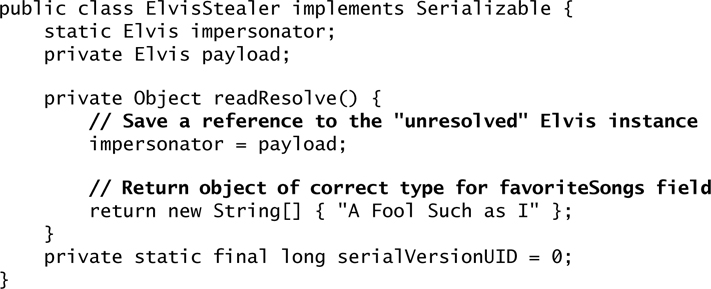 public class ElvisStealer implements Serializable {
    static Elvis impersonator;
    private Elvis payload;

    private Object readResolve() {
        // Save a reference to the "unresolved" Elvis instance
        impersonator = payload;

        // Return object of correct type for favoriteSongs field
        return new String[] { "A Fool Such as I" };
    }
    private static final long serialVersionUID = 0;
}